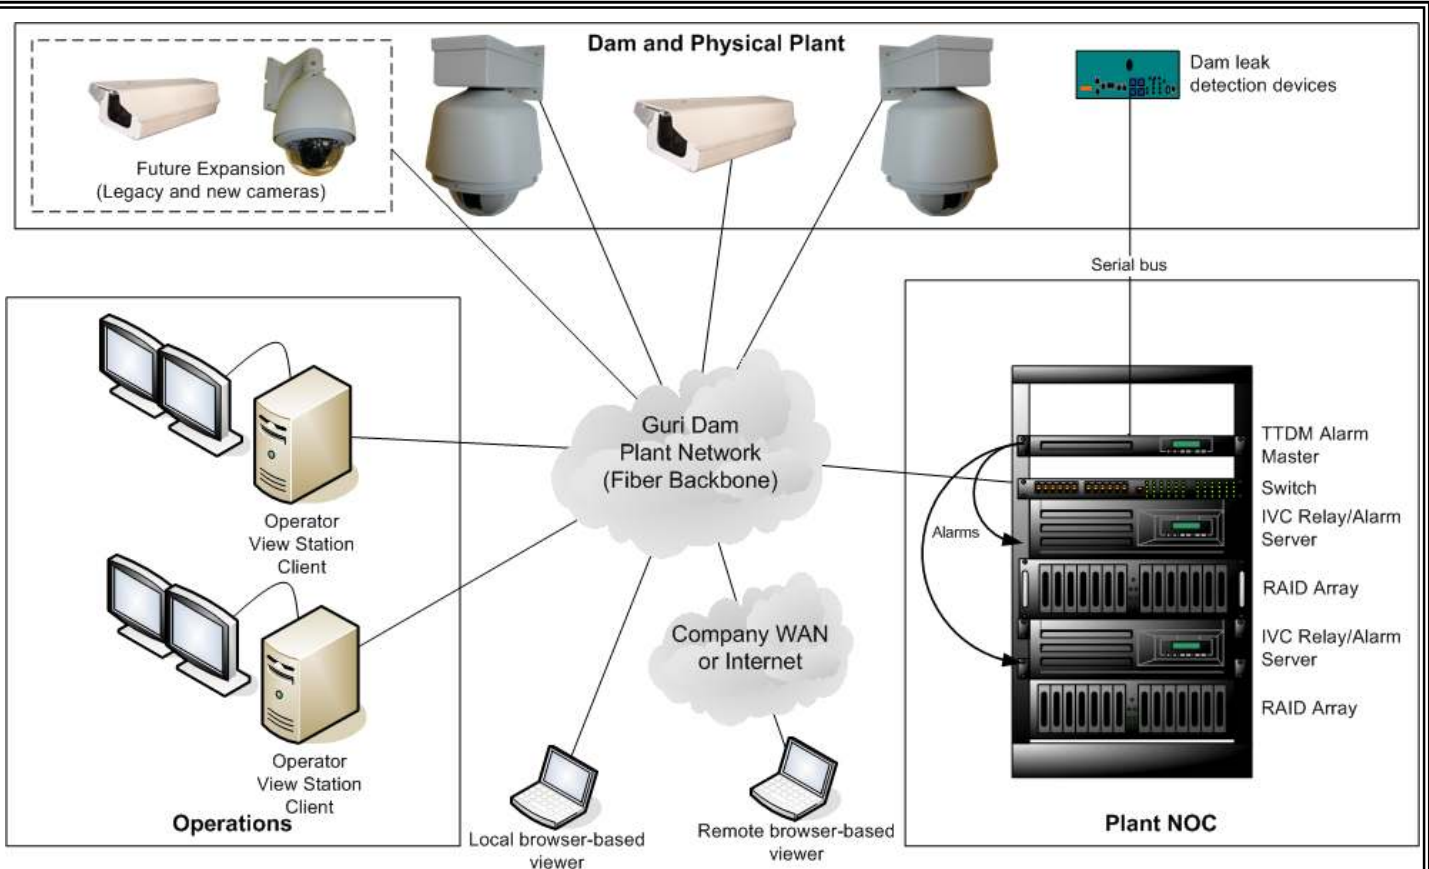 Dam and Physical Plant
Dam leak
detection devices
Future Expansion
(Legacy and new cameras)
Serial bus
Guri Dam
Plant Network
(Fiber Backbone)
Operator
View Station
Client
Operator
View Station
Client
Operations
Company WAN
or Internet
Local browser-based
viewer
Remote browser-based
viewer
Alarms
TTDM Alarm
Master
Switch
IVC Relay/Alarm
Server
RAID Array
IVC Relay/Alarm
Server
RAID Array
Plant NOC